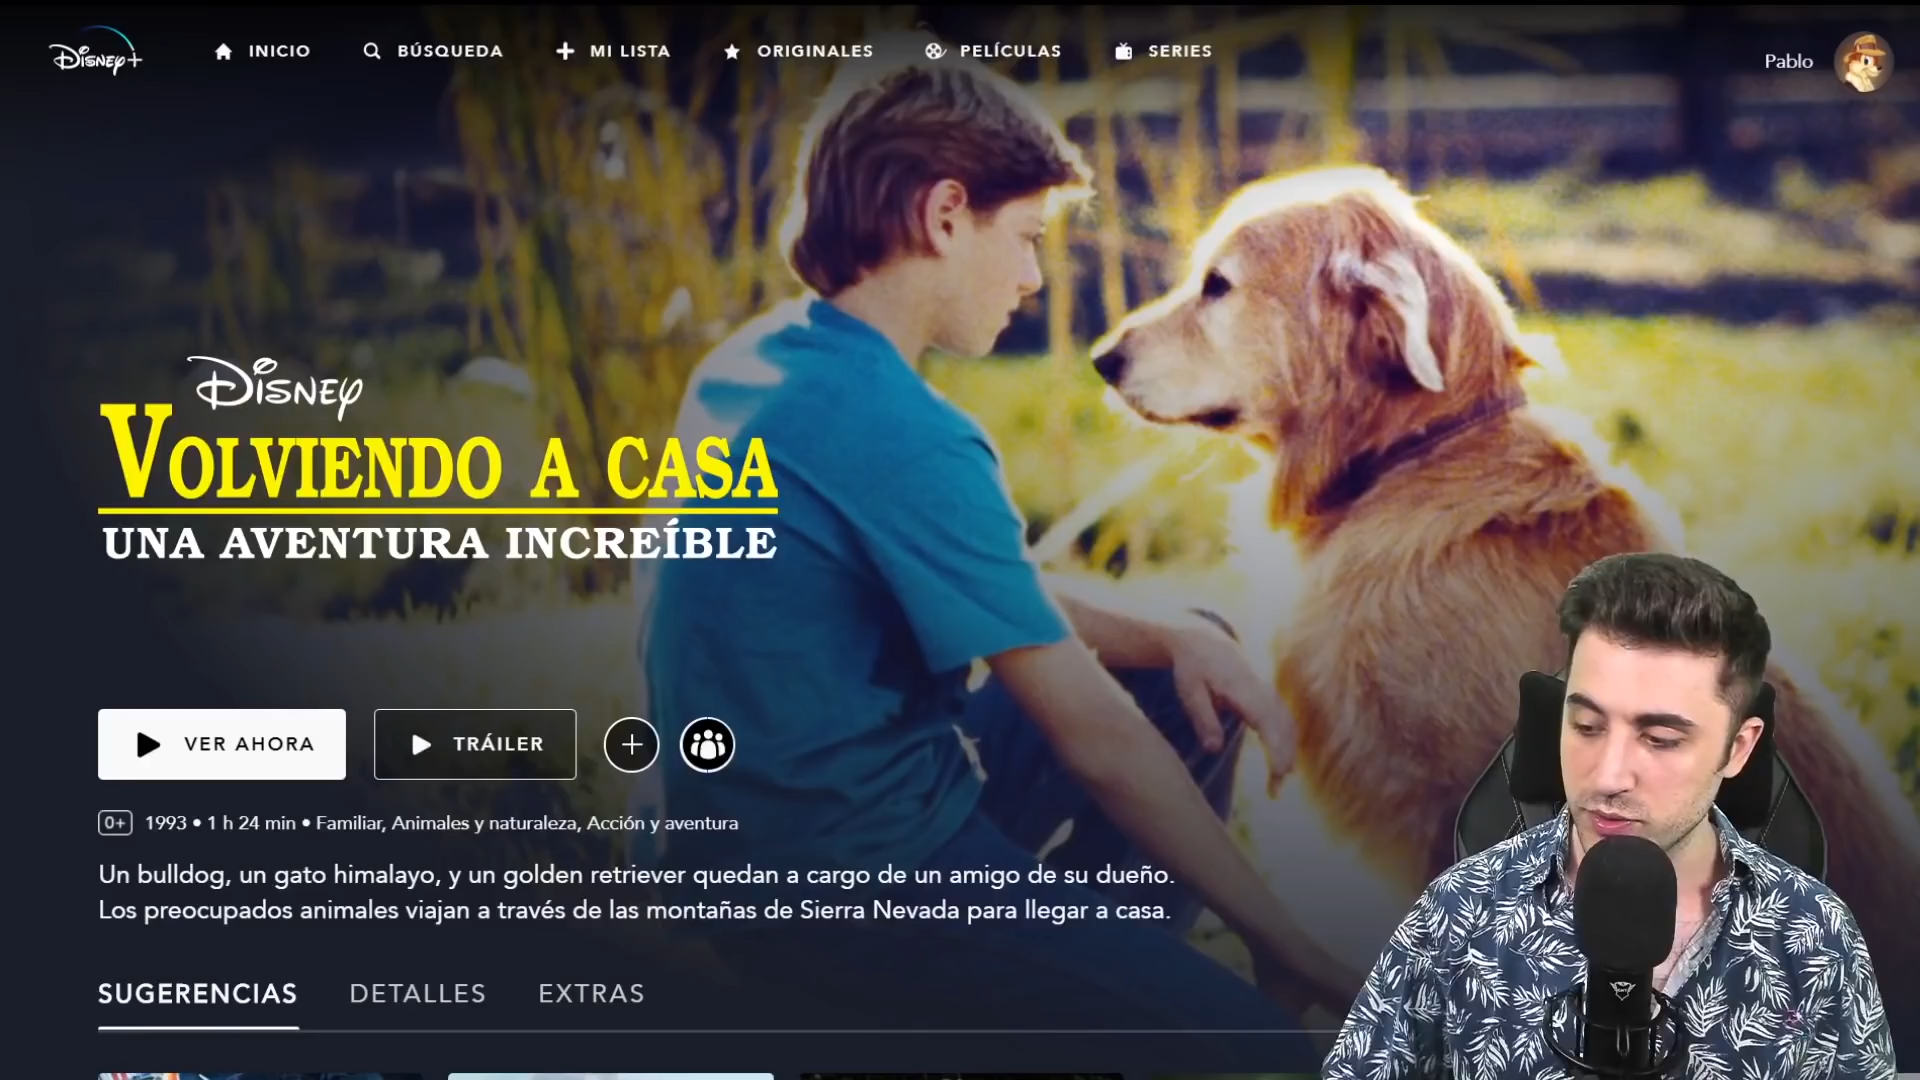 Disney+
INICIO
BÚSQUEDA
MI LISTA
ORIGINALES
PELÍCULAS
SERIES
Pablo
Disney
VOLVIENDO A CASA
UNA AVENTURA INCREÍBLE
VER AHORA
TRÁILER
0+ 1993 • 1 h 24 min • Familiar, Animales y naturaleza, Acción y aventura
Un bulldog, un gato himalayo, y un golden retriever quedan a cargo de un amigo de su dueño.
Los preocupados animales viajan a través de las montañas de Sierra Nevada para llegar a casa.
SUGERENCIAS
DETALLES
EXTRAS